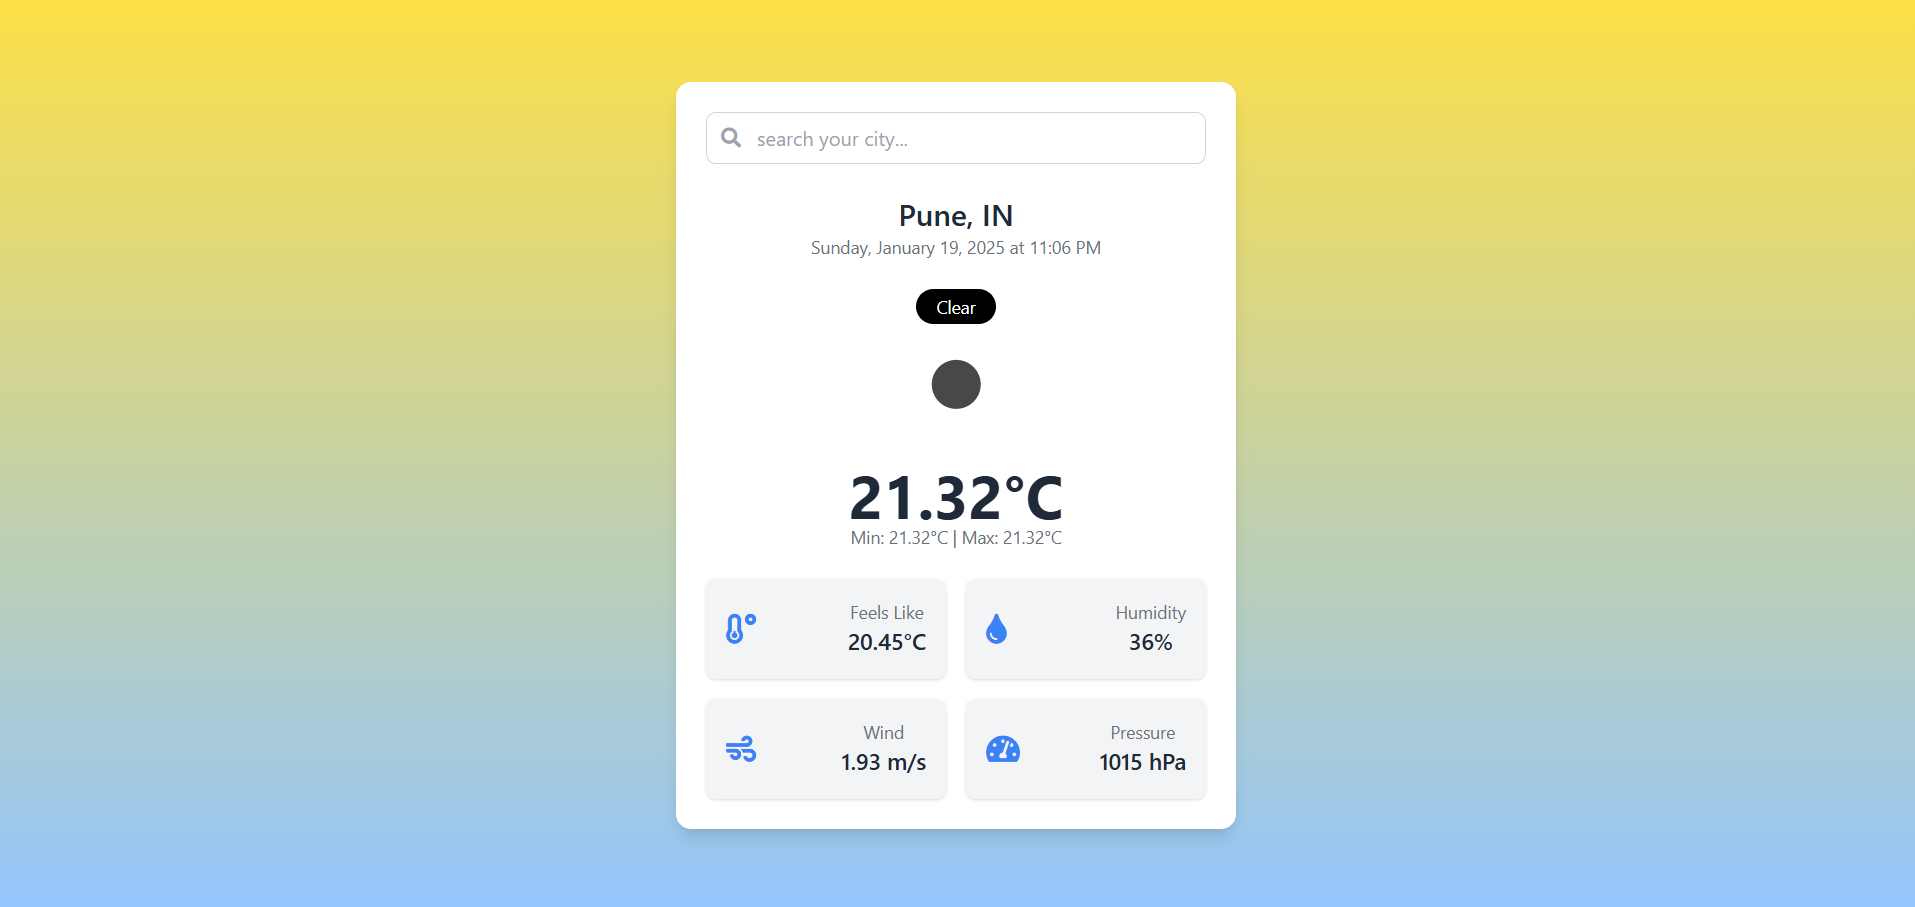 search your city...
Pune, IN
Sunday, January 19, 2025 at 11:06 PM
Clear
21.32°C
Min: 21.32°C | Max: 21.32°C
Feels Like
20.45°C
Humidity
36%
Wind
1.93 m/s
Pressure
1015 hPa